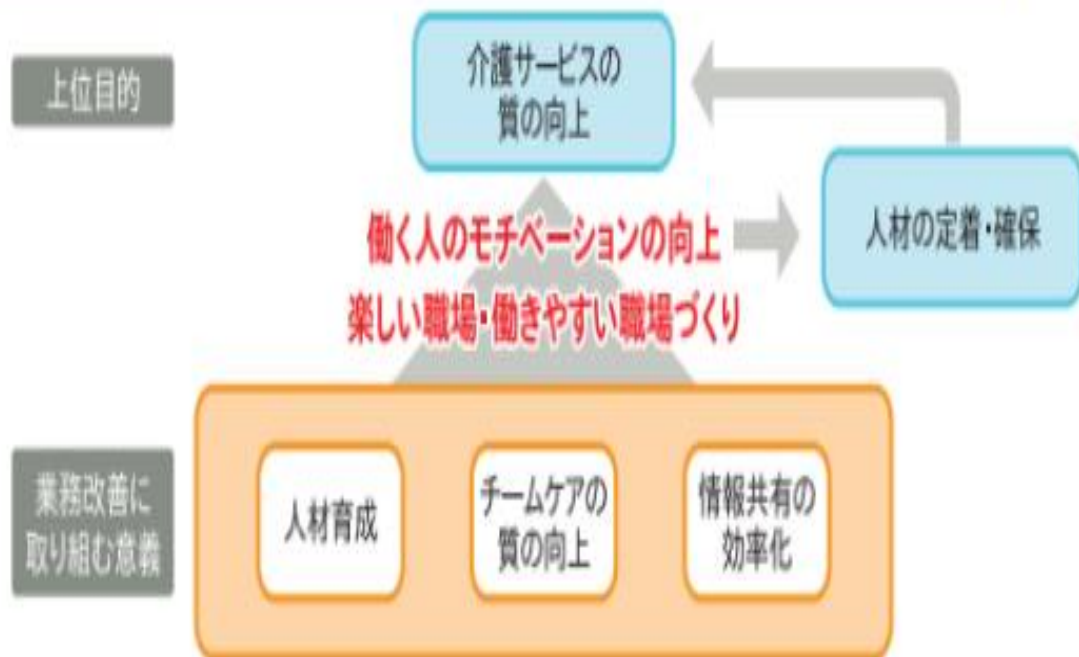 上位目的
介護サービスの
質の向上
働く人のモチベーションの向上
楽しい職場・働きやすい職場づくり
人材の定着・確保
業務改善に
取り組む意義
人材育成
チームケアの
質の向上
情報共有の
効率化